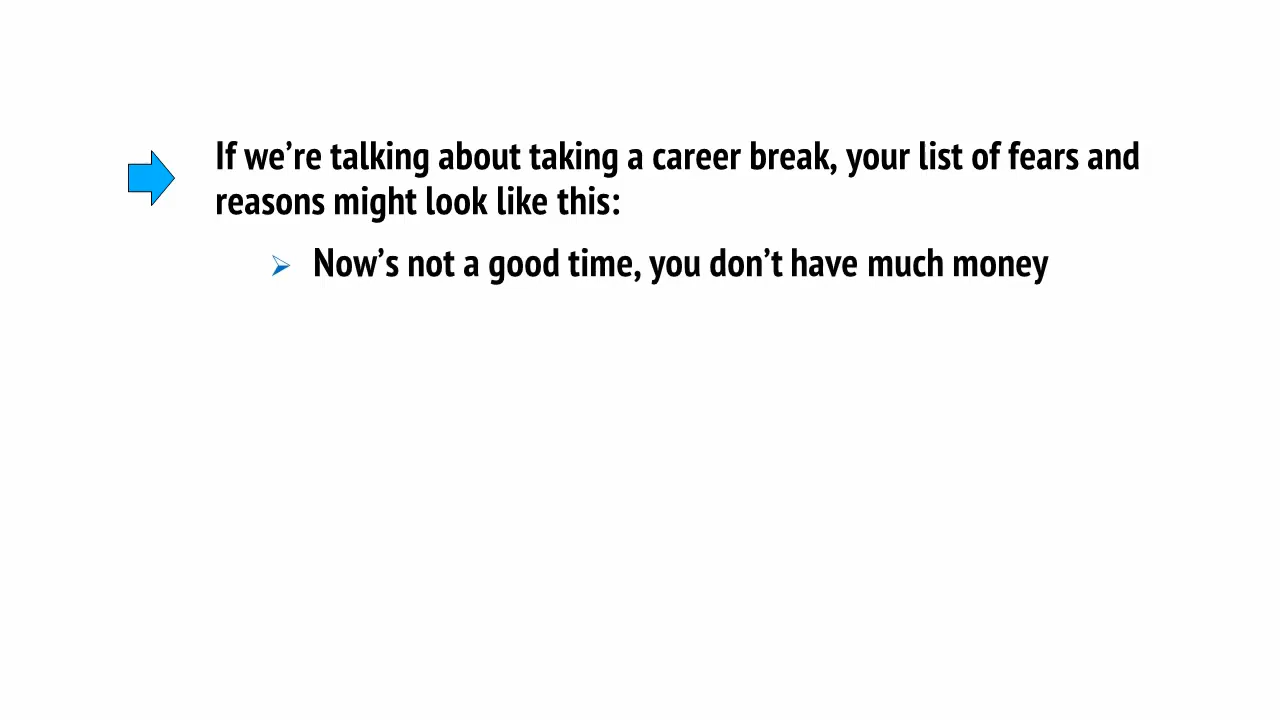 If we’re talking about taking a career break, your list of fears and
reasons might look like this:
Now’s not a good time, you don’t have much money